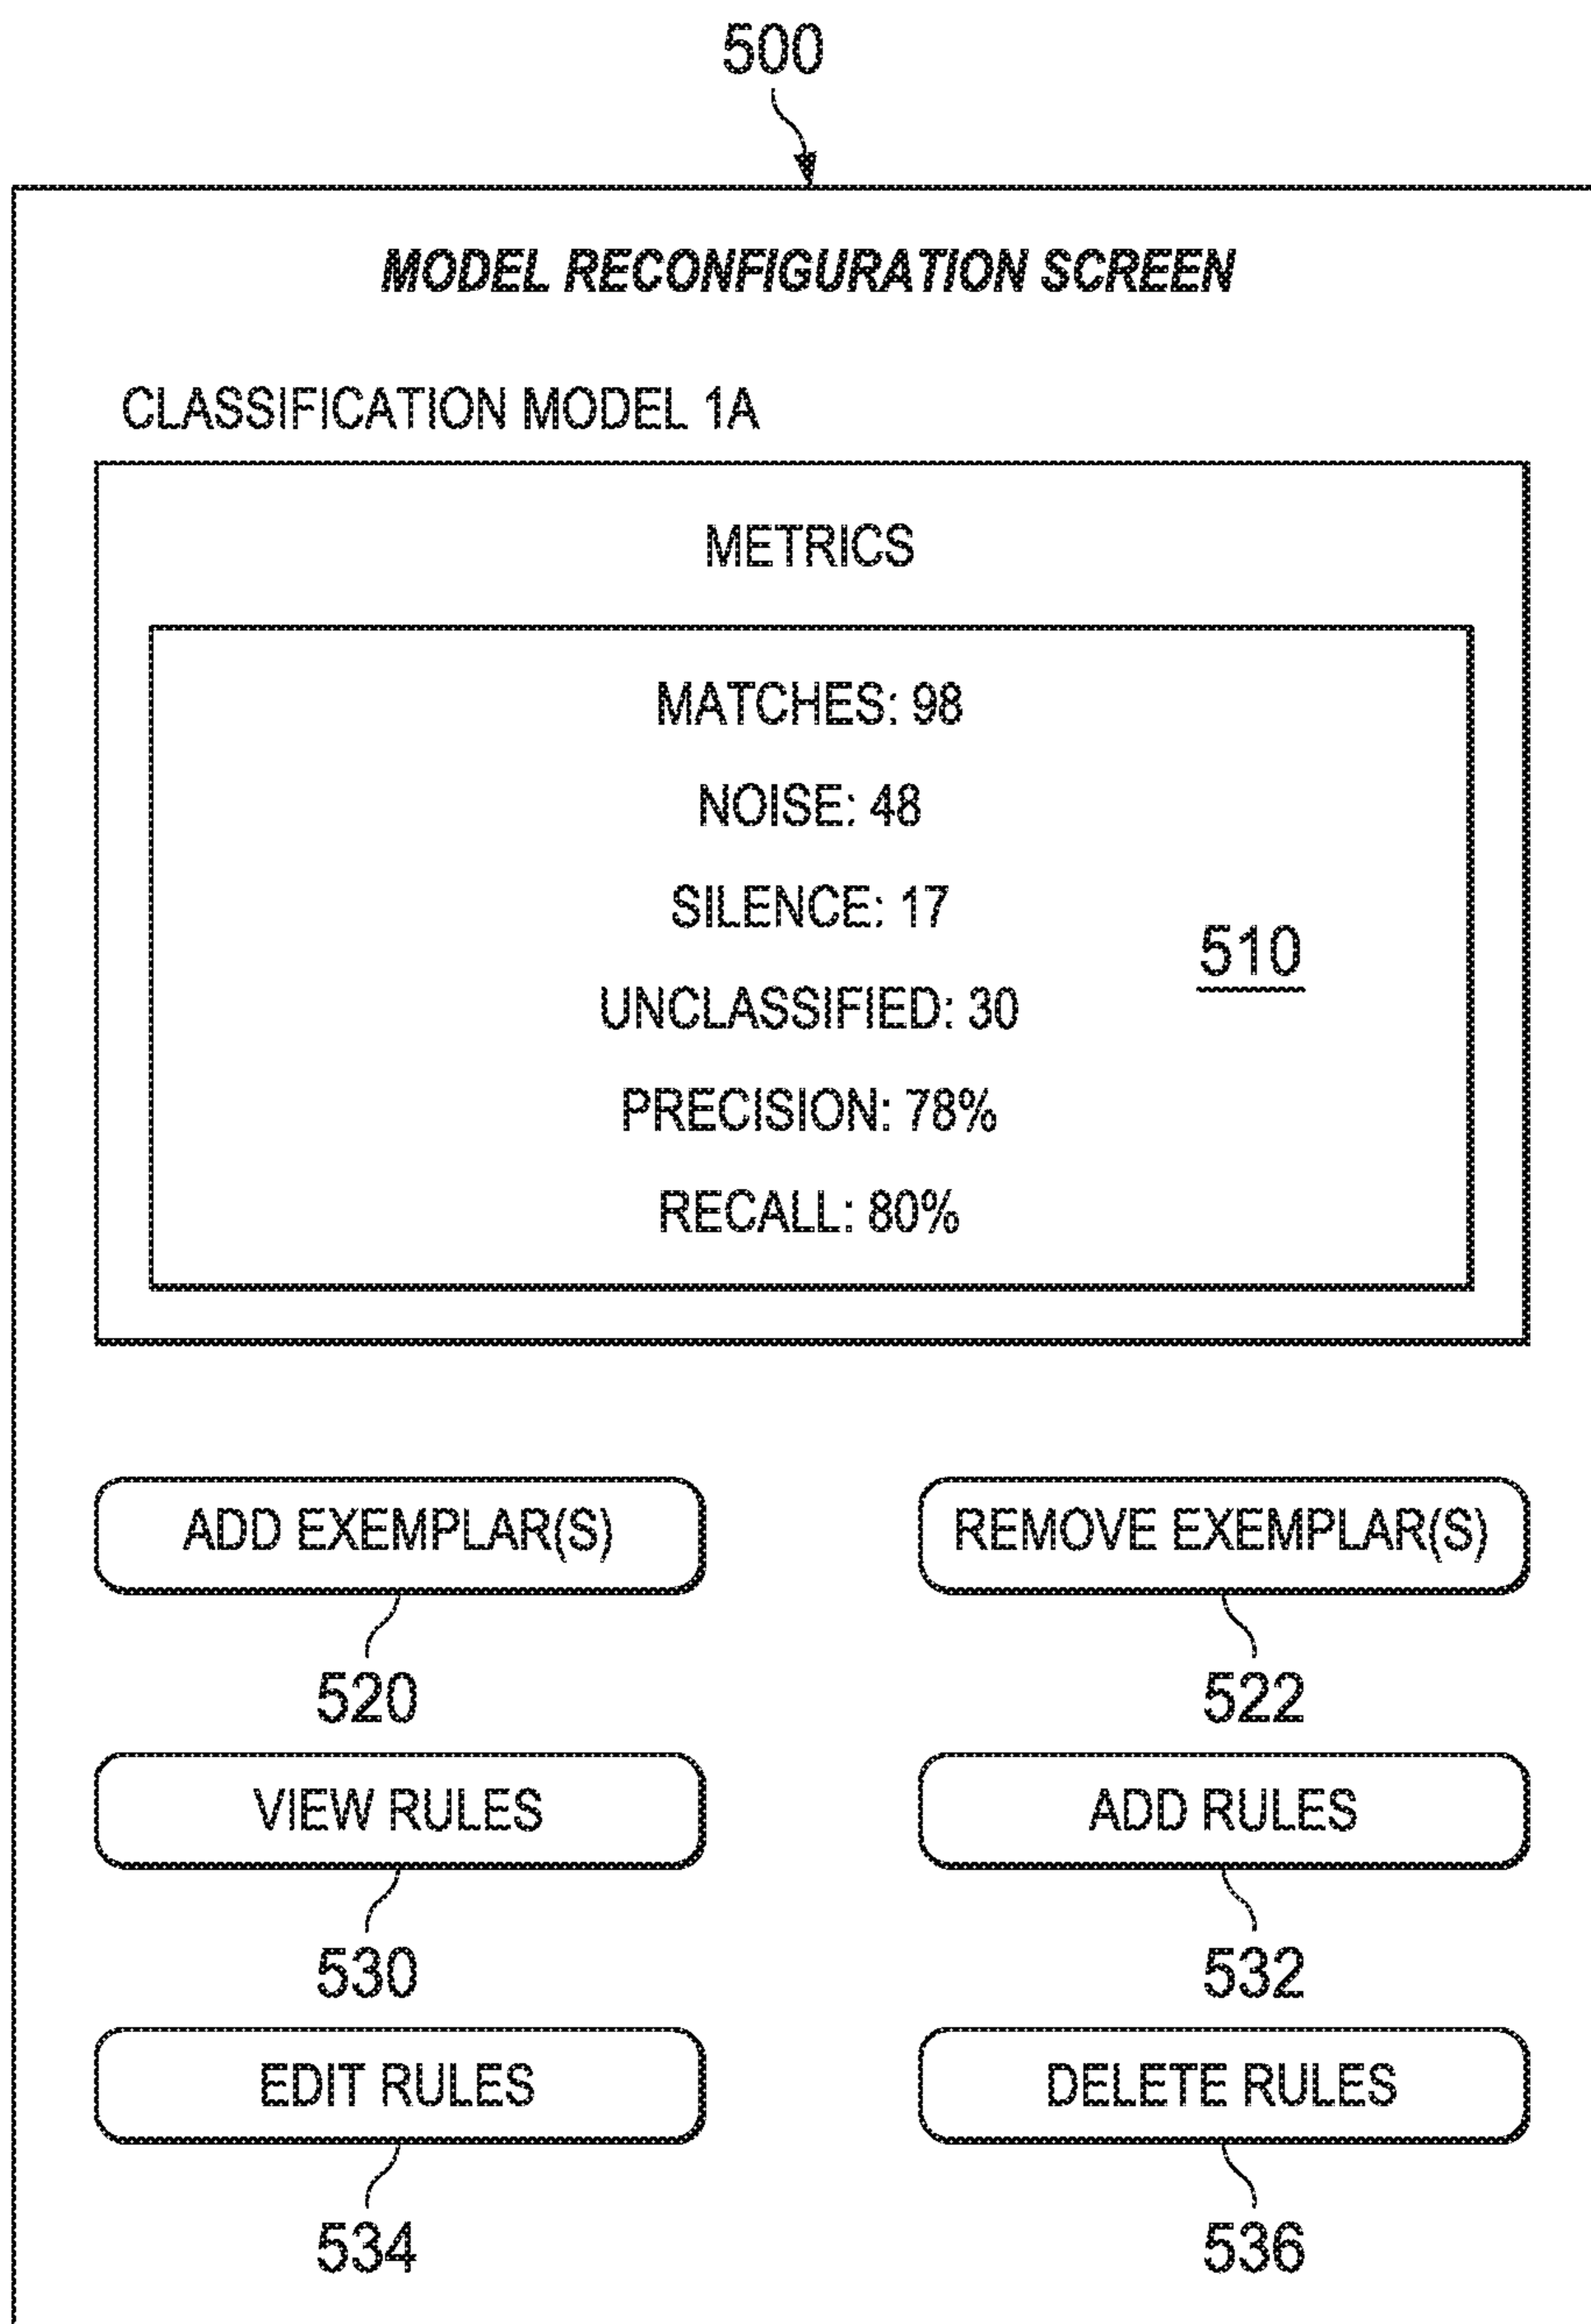 500
MODEL RECONFIGURATION SCREEN
CLASSIFICATION MODEL 1A
METRICS
MATCHES: 98
NOISE: 48
SILENCE: 17
510
UNCLASSIFIED: 30
PRECISION: 78%
RECALL: 80%
ADD EXEMPLAR(S)
REMOVE EXEMPLAR(S)
520
522
VIEW RULES
ADD RULES
530
532
EDIT RULES
DELETE RULES
534
536